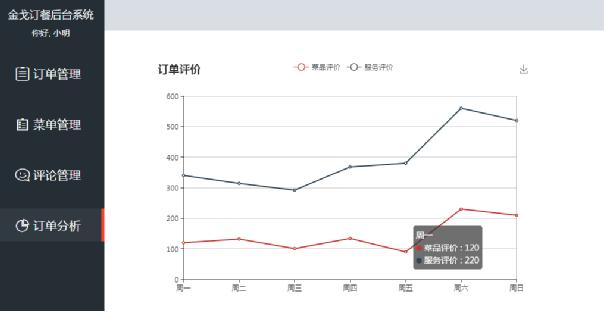 金戈订餐后台系统
你好, 小明
订单管理
菜单管理
评论管理
订单分析
订单评价
菜品评价 服务评价
600
500
400
300
200
100
0
周一 周二 周三 周四 周五 周六 周日
周一
菜品评价 : 120
服务评价 : 220